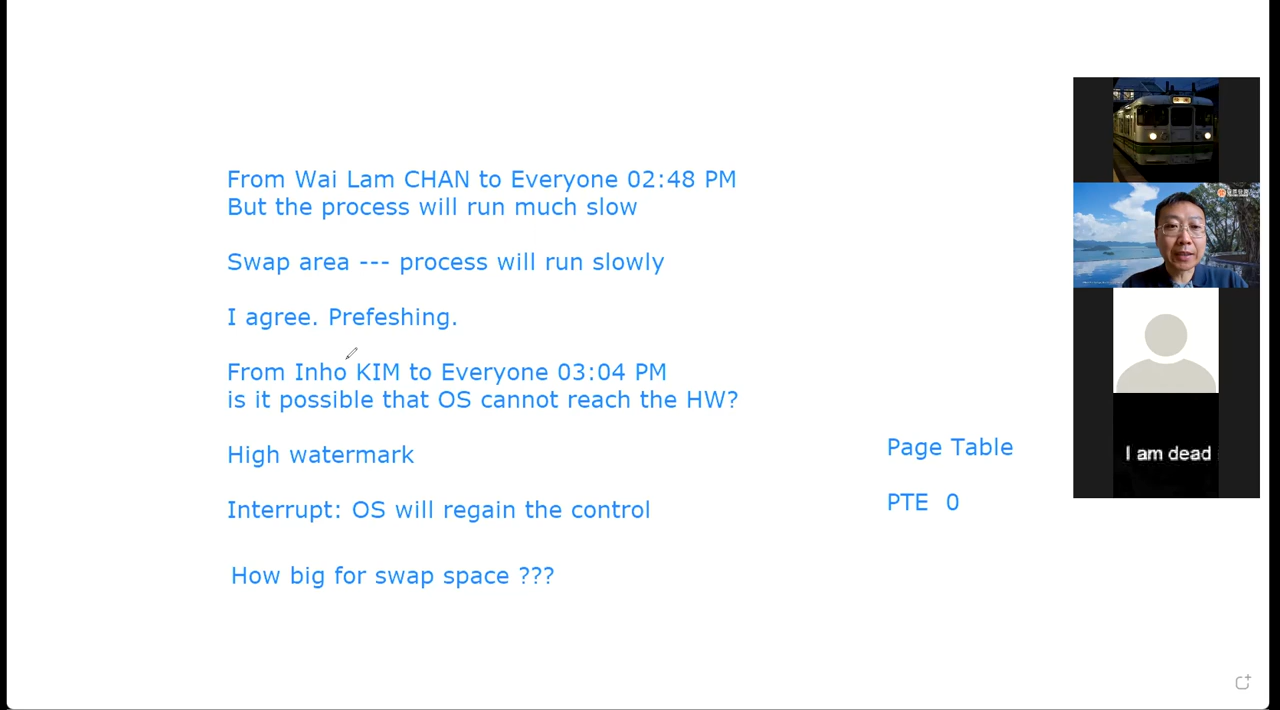 From Wai Lam CHAN to Everyone 02:48 PM
But the process will run much slow
Swap area --- process will run slowly
I agree. Prefeshing.
From Inho KIM to Everyone 03:04 PM
is it possible that OS cannot reach the HW?
High watermark
Interrupt: OS will regain the control
How big for swap space ???
Page Table
PTE 0
I am dead